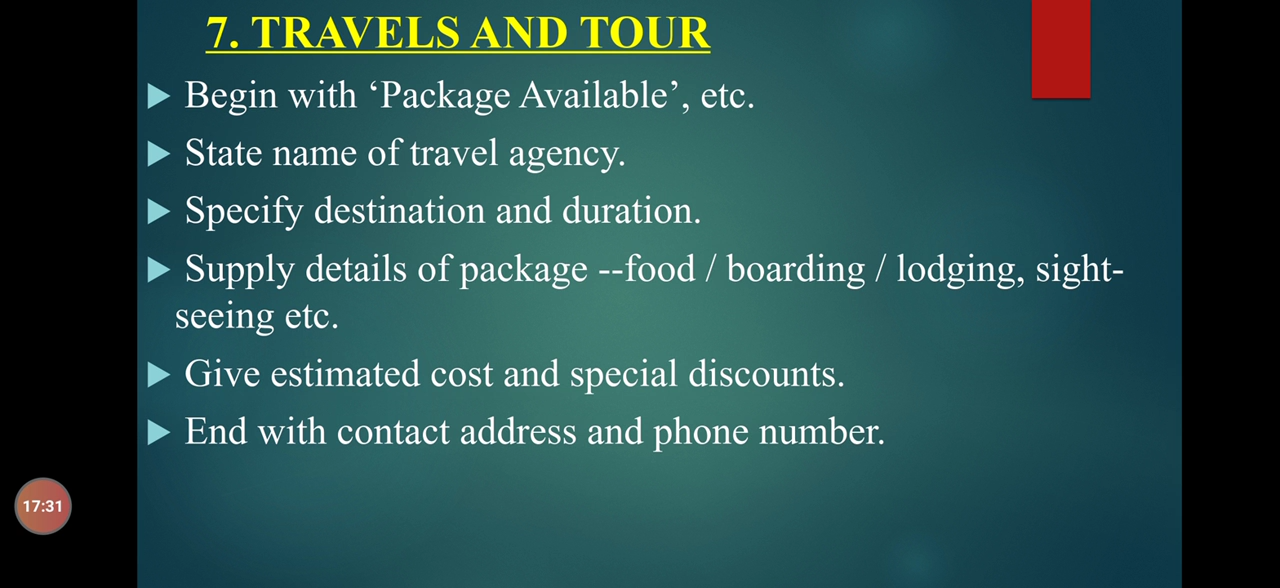 7. TRAVELS AND TOUR
Begin with ‘Package Available’, etc.
State name of travel agency.
Specify destination and duration.
Supply details of package --food / boarding / lodging, sight-
seeing etc.
Give estimated cost and special discounts.
End with contact address and phone number.
17:31